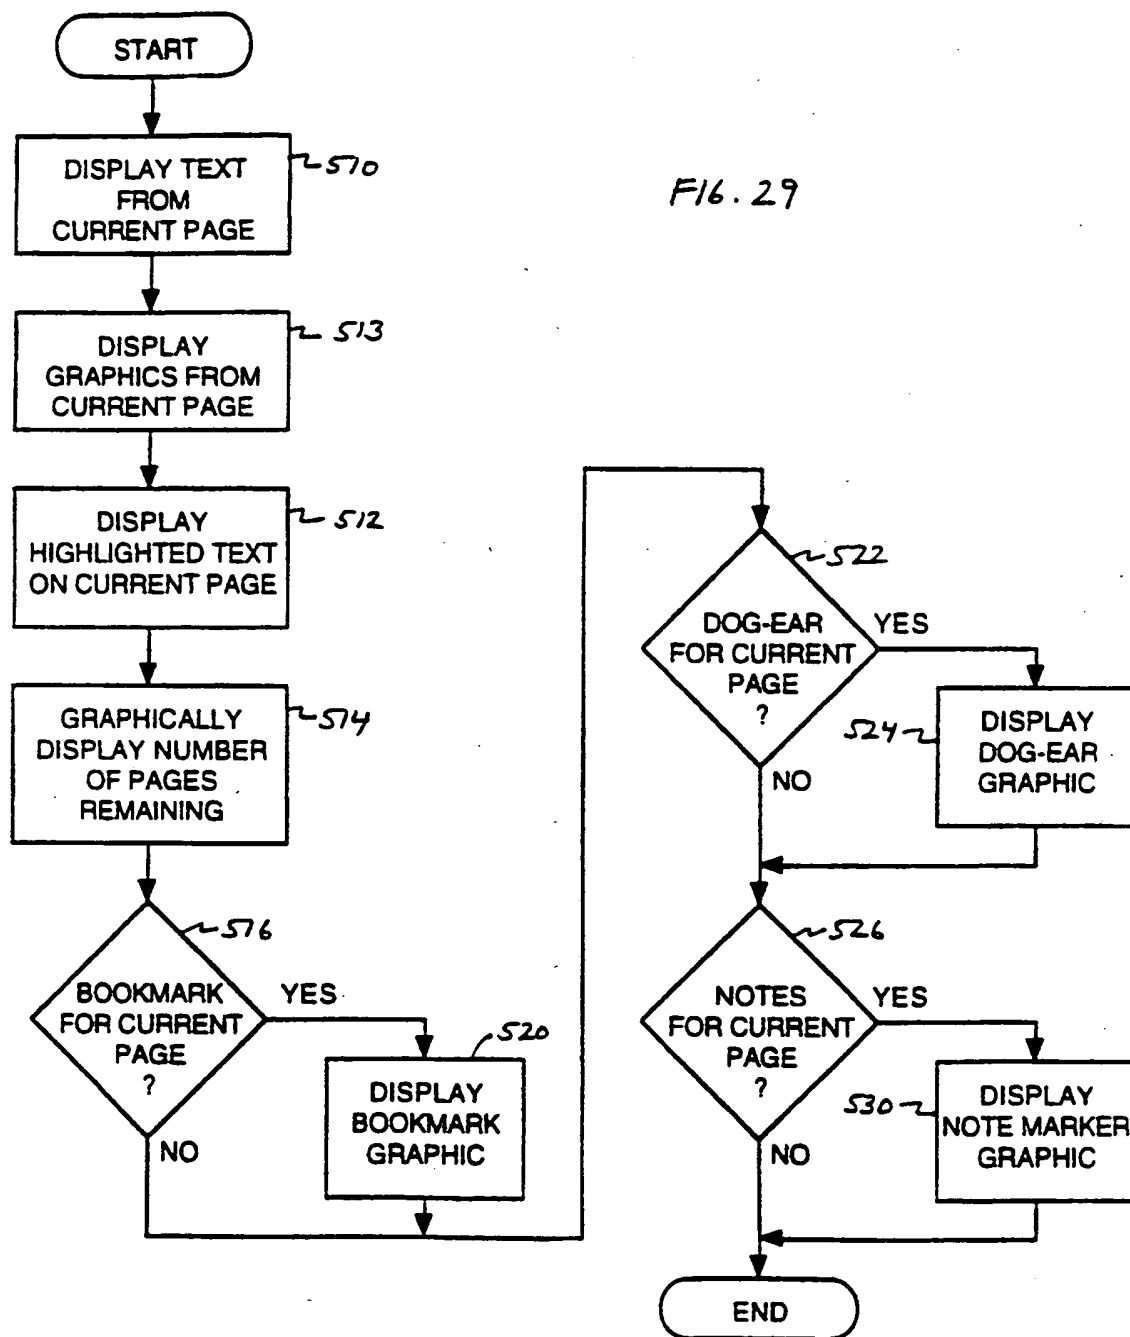 START
DISPLAY TEXT
FROM
CURRENT PAGE
510
FIG. 29
DISPLAY
GRAPHICS FROM
CURRENT PAGE
513
DISPLAY
HIGHLIGHTED TEXT
ON CURRENT PAGE
512
GRAPHICALLY
DISPLAY NUMBER
OF PAGES
REMAINING
514
BOOKMARK
FOR CURRENT
PAGE
?
516
YES
NO
520
DISPLAY
BOOKMARK
GRAPHIC
522
DOG-EAR
FOR CURRENT
PAGE
?
YES
NO
524
DISPLAY
DOG-EAR
GRAPHIC
526
NOTES
FOR CURRENT
PAGE
?
YES
NO
530
DISPLAY
NOTE MARKER
GRAPHIC
END